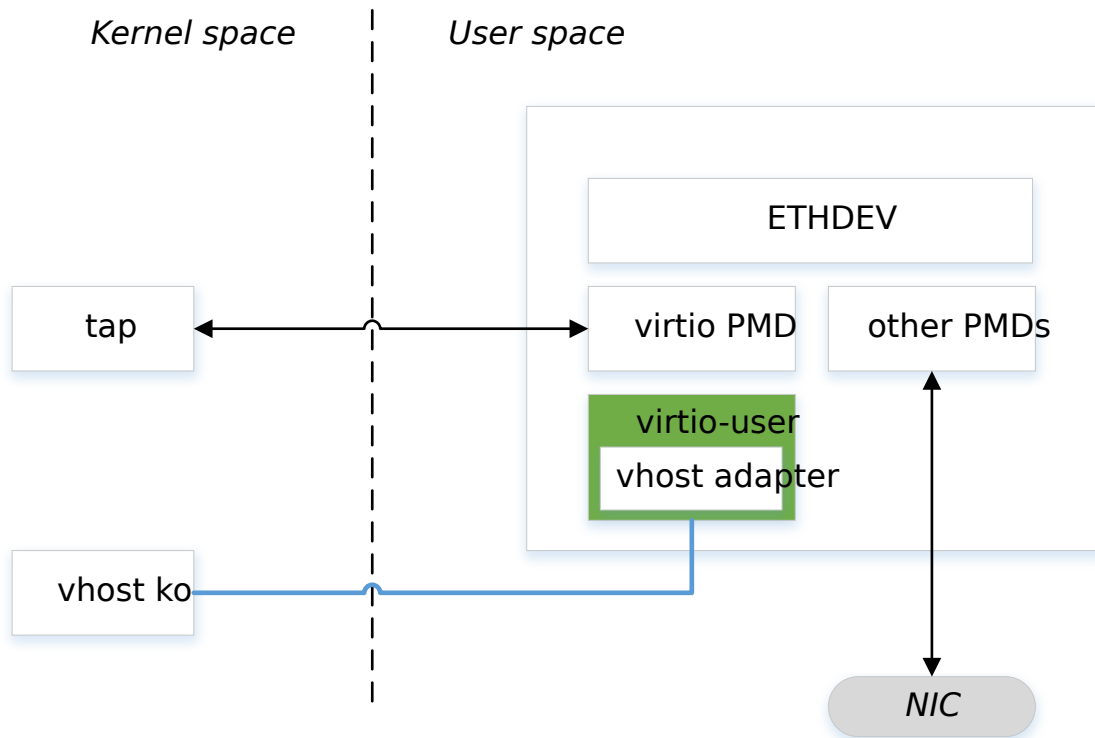 Kernel space
User space
ETHDEV
tap
virtio PMD
other PMDs
virtio-user
vhost adapter
vhost ko
NIC